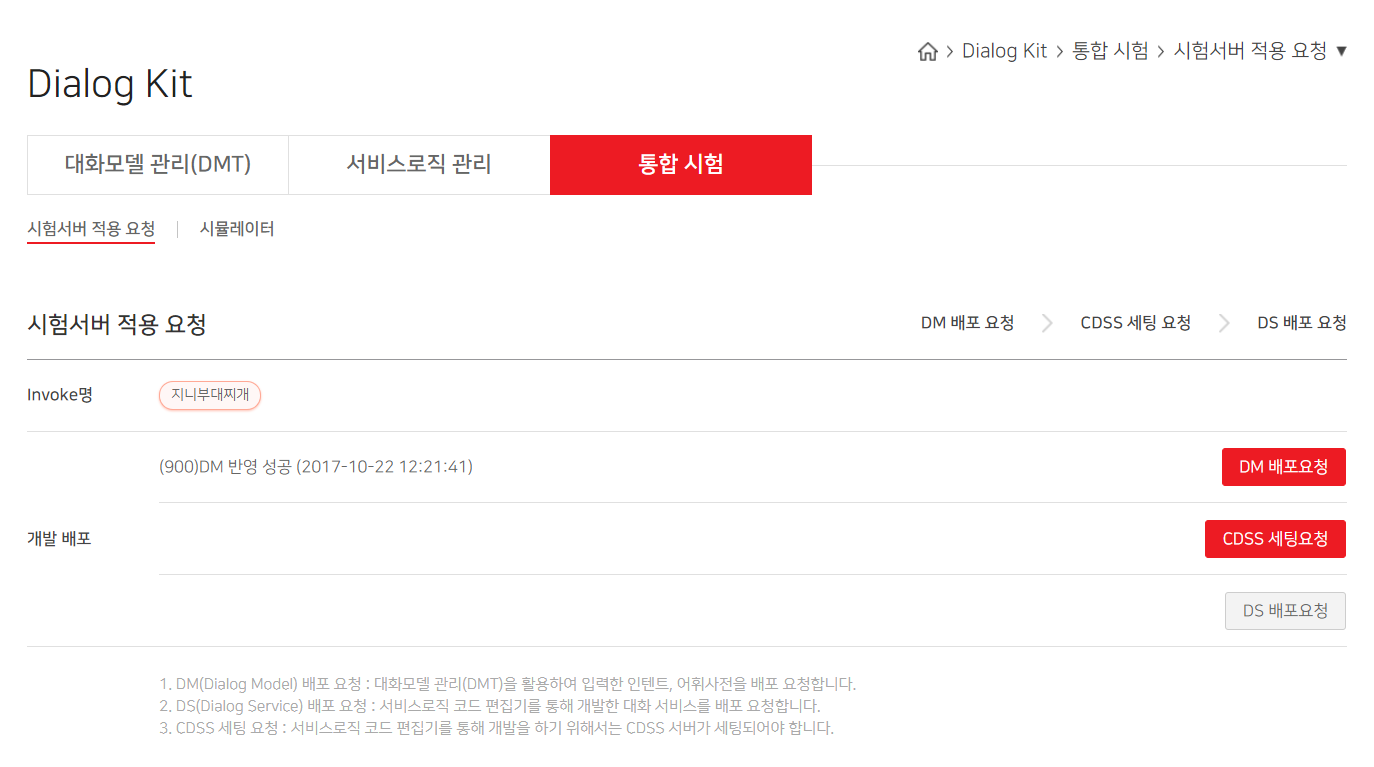 Dialog Kit > 통합 시험 > 시험서버 적용 요청 ▼
Dialog Kit
대화모델 관리(DMT) 서비스로직 관리 통합 시험
시험서버 적용 요청 | 시뮬레이터
시험서버 적용 요청 DM 배포 요청 > CDSS 세팅 요청 > DS 배포 요청
Invoke명 지니부대찌개
(900)DM 반영 성공 (2017-10-22 12:21:41) DM 배포요청
개발 배포 CDSS 세팅요청
DS 배포요청
1. DM(Dialog Model) 배포 요청 : 대화모델 관리(DMT)을 활용하여 입력한 인텐트, 어휘사전을 배포 요청합니다.
2. DS(Dialog Service) 배포 요청 : 서비스로직 코드 편집기를 통해 개발한 대화 서비스를 배포 요청합니다.
3. CDSS 세팅 요청 : 서비스로직 코드 편집기를 통해 개발을 하기 위해서는 CDSS 서버가 세팅되어야 합니다.